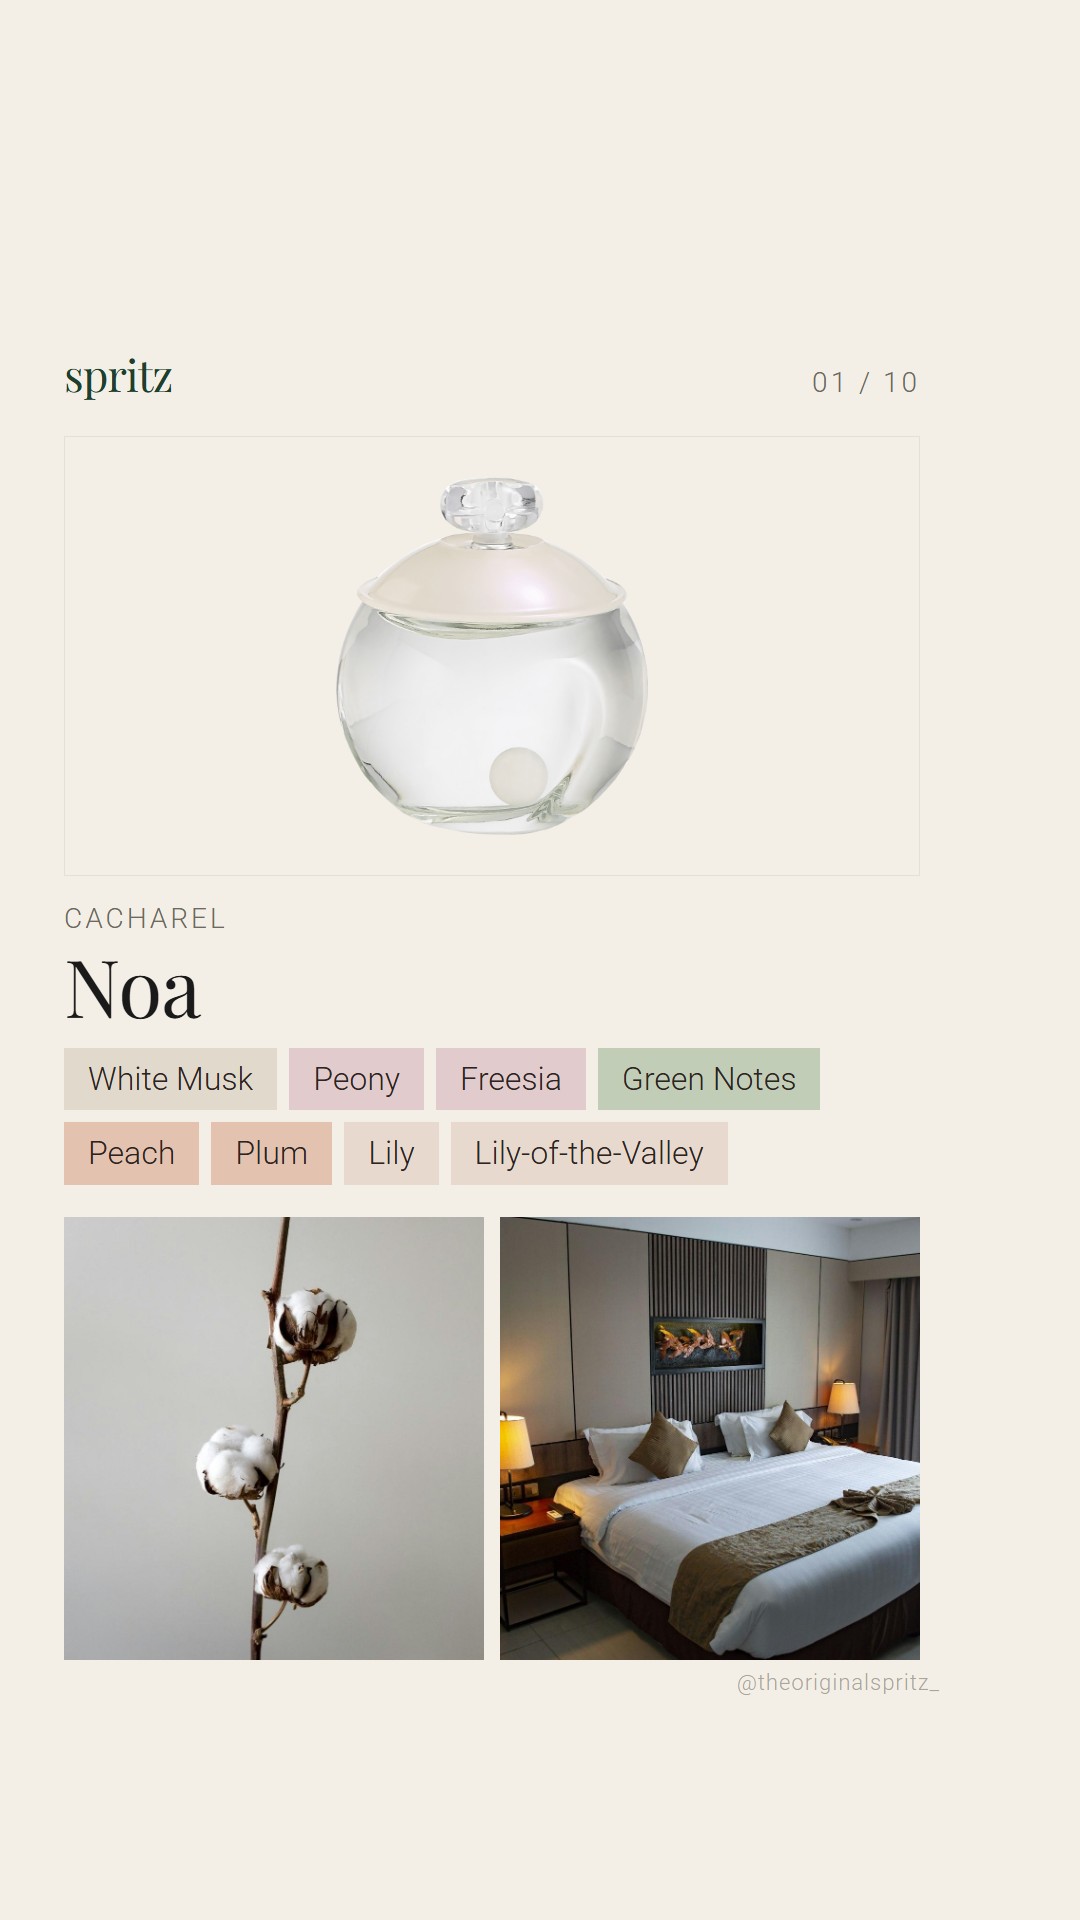 spritz
01 / 10
CACHAREL
Noa
White Musk Peony Freesia Green Notes
Peach Plum Lily Lily-of-the-Valley
@theoriginalspritz_